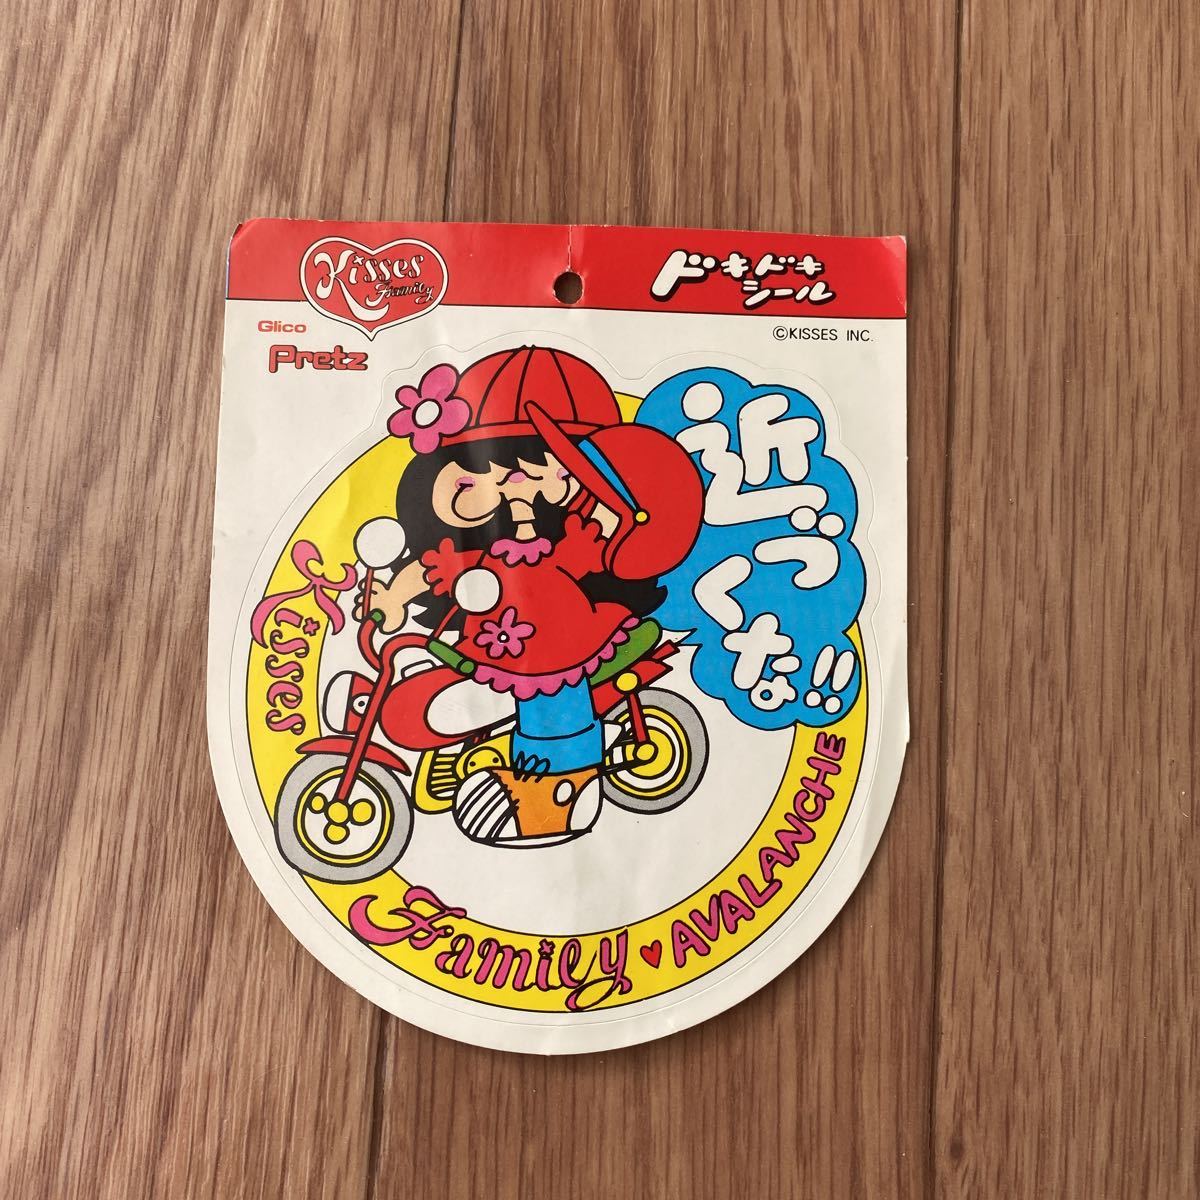 Kisses
Family
ドキドキ
シール
Glico
Pretz
©KISSES INC.
近づ
くな!!
Kisses
Family ♥ AVALANCHE